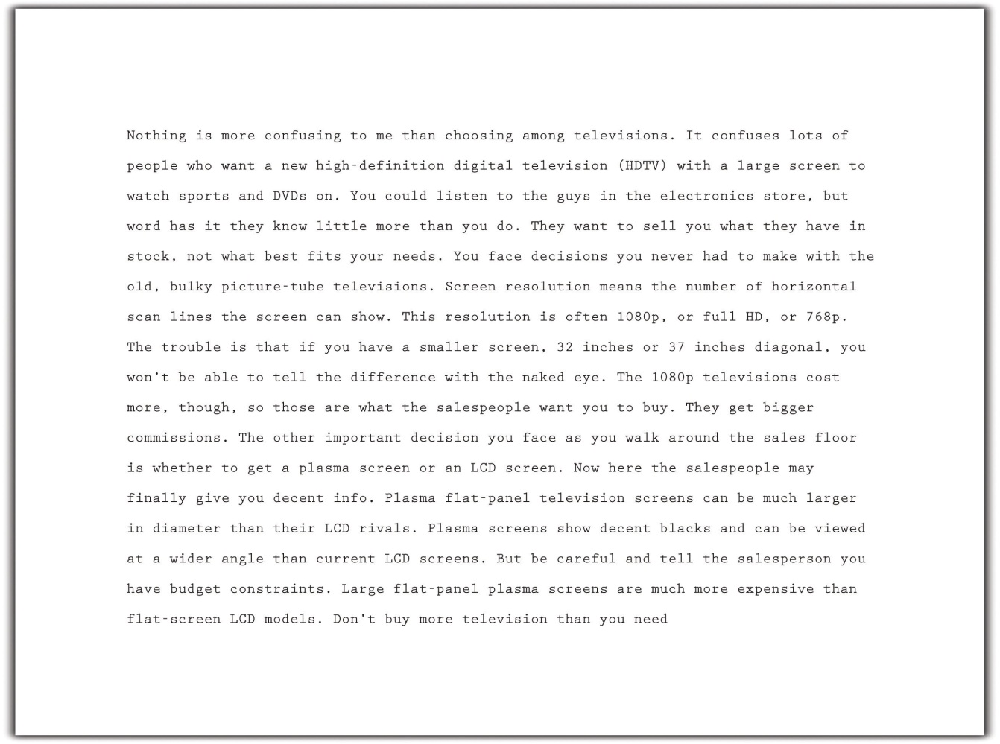 Nothing is more confusing to me than choosing among televisions. It confuses lots of
people who want a new high-definition digital television (HDTV) with a large screen to
watch sports and DVDs on. You could listen to the guys in the electronics store, but
word has it they know little more than you do. They want to sell you what they have in
stock, not what best fits your needs. You face decisions you never had to make with the
old, bulky picture-tube televisions. Screen resolution means the number of horizontal
scan lines the screen can show. This resolution is often 1080p, or full HD, or 768p.
The trouble is that if you have a smaller screen, 32 inches or 37 inches diagonal, you
won’t be able to tell the difference with the naked eye. The 1080p televisions cost
more, though, so those are what the salespeople want you to buy. They get bigger
commissions. The other important decision you face as you walk around the sales floor
is whether to get a plasma screen or an LCD screen. Now here the salespeople may
finally give you decent info. Plasma flat-panel television screens can be much larger
in diameter than their LCD rivals. Plasma screens show decent blacks and can be viewed
at a wider angle than current LCD screens. But be careful and tell the salesperson you
have budget constraints. Large flat-panel plasma screens are much more expensive than
flat-screen LCD models. Don’t buy more television than you need